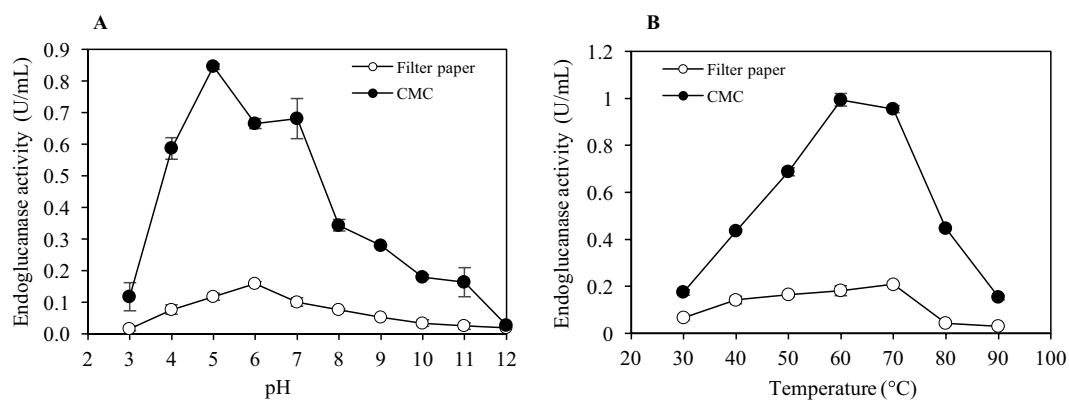 A
Endoglucanase activity (U/mL)
0.9
0.8
0.7
0.6
0.5
0.4
0.3
0.2
0.1
0.0
Filter paper
CMC
2 3 4 5 6 7 8 9 10 11 12
pH
B
Endoglucanase activity (U/mL)
1.2
1
0.8
0.6
0.4
0.2
0
Filter paper
CMC
20 30 40 50 60 70 80 90 100
Temperature (°C)